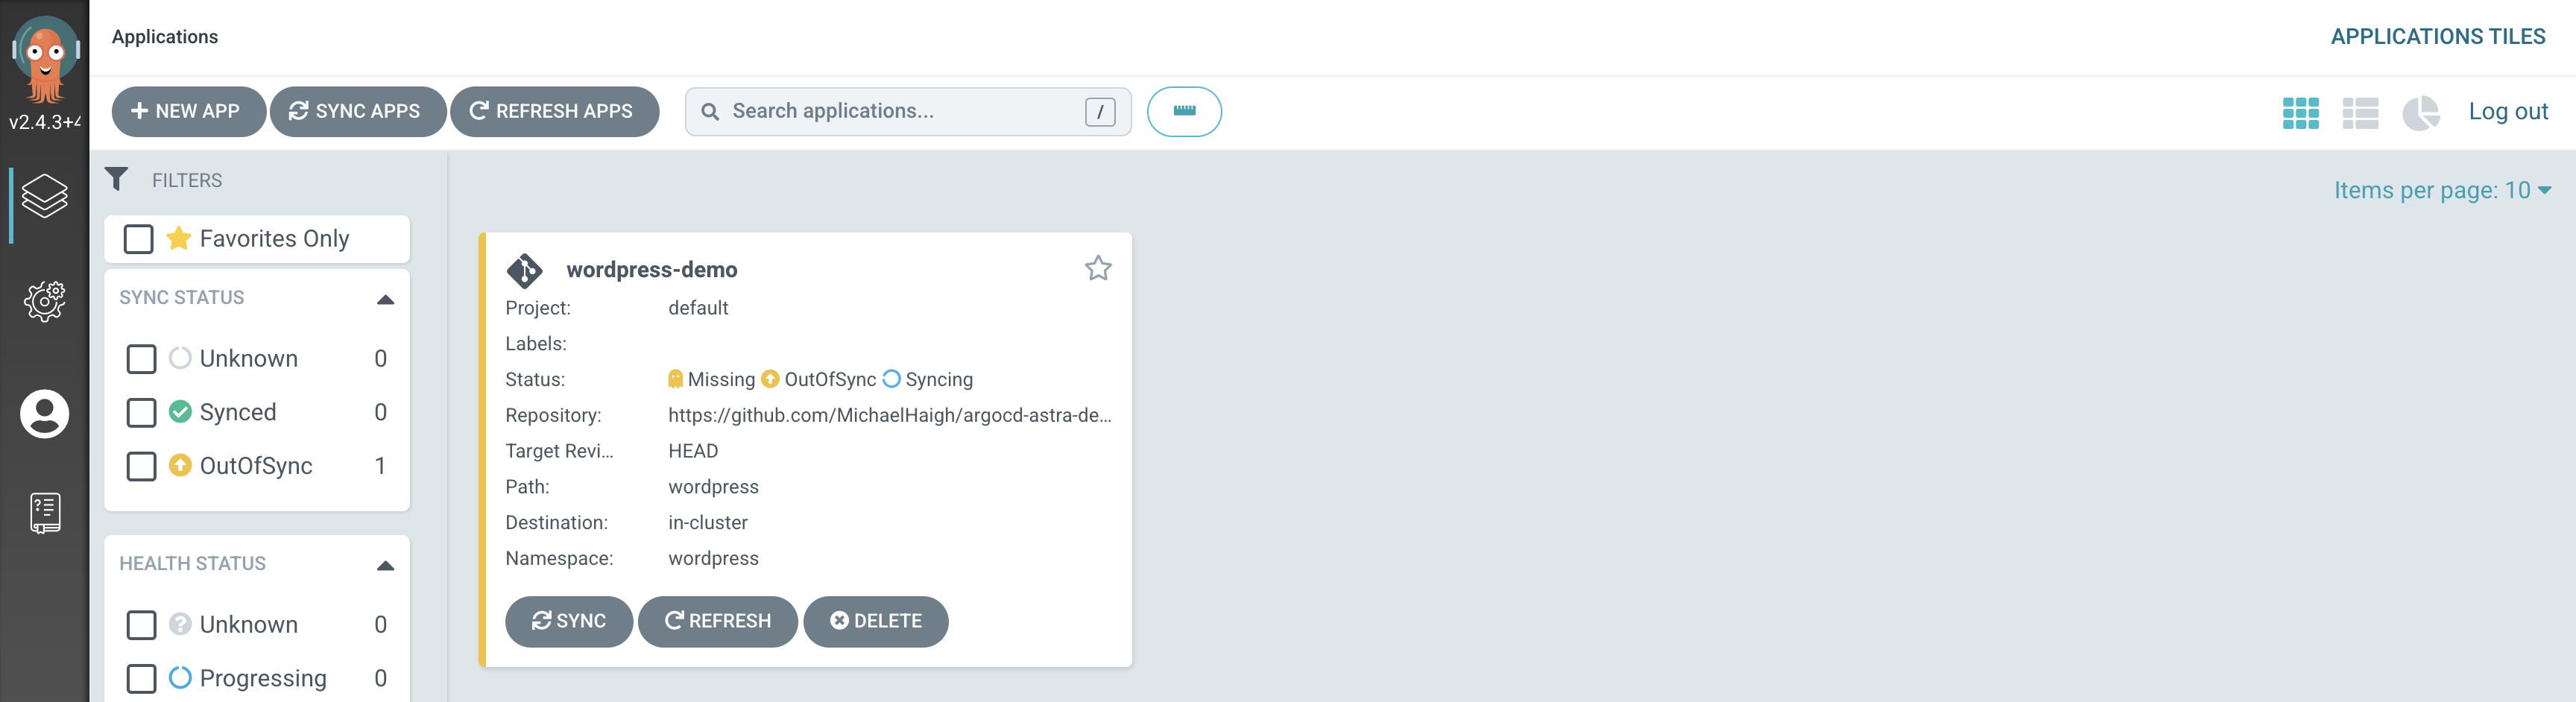 Applications
APPLICATIONS TILES
v2.4.3+4
NEW APP
SYNC APPS
REFRESH APPS
Search applications...
/
Log out
FILTERS
Items per page: 10
Favorites Only
SYNC STATUS
Unknown 0
Synced 0
OutOfSync 1
HEALTH STATUS
Unknown 0
Progressing 0
wordpress-demo
Project: default
Labels:
Status: Missing OutOfSync Syncing
Repository: https://github.com/MichaelHaigh/argocd-astra-de...
Target Revi... HEAD
Path: wordpress
Destination: in-cluster
Namespace: wordpress
SYNC
REFRESH
DELETE